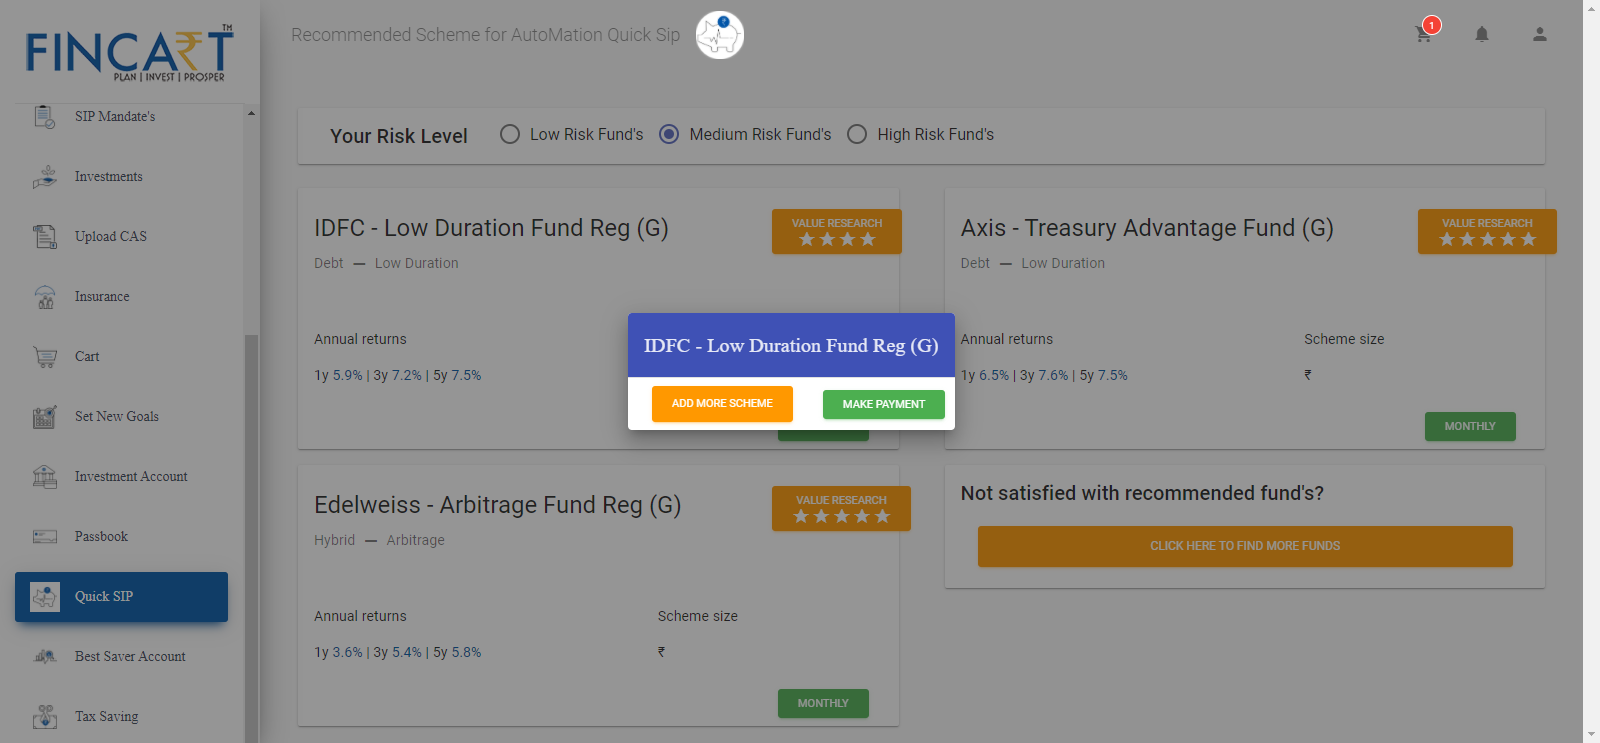 FINCART TM
PLAN | INVEST | PROSPER
SIP Mandate's
Investments
Upload CAS
Insurance
Cart
Set New Goals
Investment Account
Passbook
Quick SIP
Best Saver Account
Tax Saving
Recommended Scheme for AutoMation Quick Sip
1
Your Risk Level
Low Risk Fund's
Medium Risk Fund's
High Risk Fund's
IDFC - Low Duration Fund Reg (G)
VALUE RESEARCH
Debt — Low Duration
Annual returns
1y 5.9% | 3y 7.2% | 5y 7.5%
Axis - Treasury Advantage Fund (G)
VALUE RESEARCH
Debt — Low Duration
Annual returns
Scheme size
1y 6.5% | 3y 7.6% | 5y 7.5%
₹
MONTHLY
IDFC - Low Duration Fund Reg (G)
ADD MORE SCHEME
MAKE PAYMENT
Edelweiss - Arbitrage Fund Reg (G)
VALUE RESEARCH
Hybrid — Arbitrage
Annual returns
Scheme size
1y 3.6% | 3y 5.4% | 5y 5.8%
₹
MONTHLY
Not satisfied with recommended fund's?
CLICK HERE TO FIND MORE FUNDS